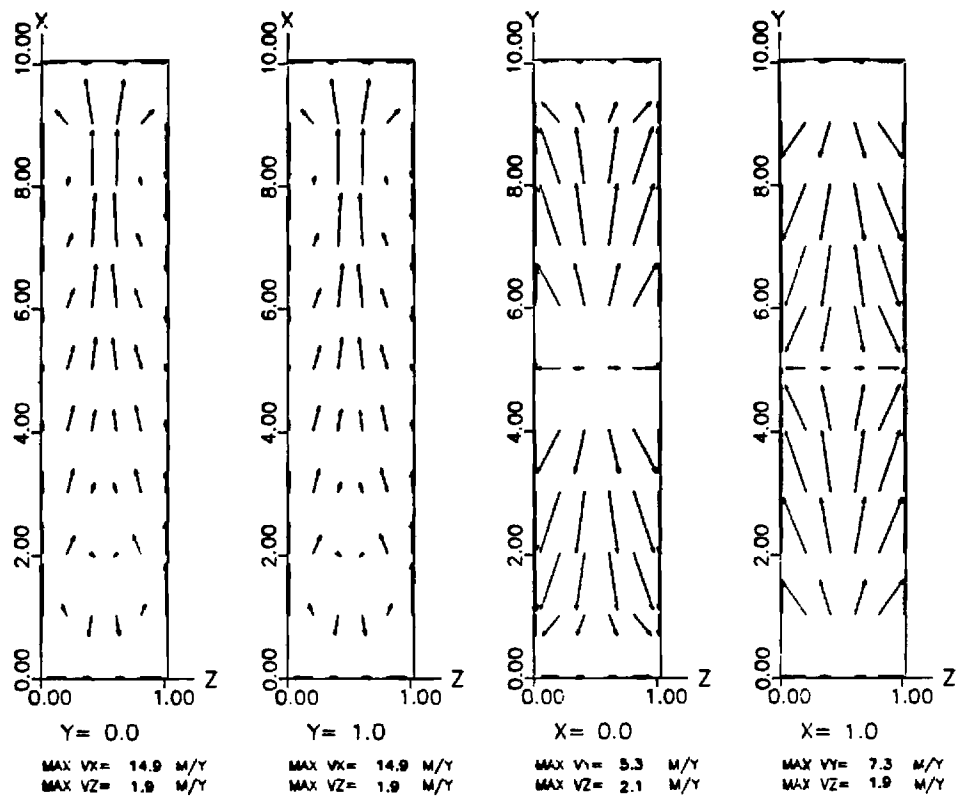 X
10.00
8.00
6.00
4.00
2.00
0.00
0.00 1.00 Z
Y= 0.0
MAX VX= 14.9 M/Y
MAX VZ= 1.9 M/Y
X
10.00
8.00
6.00
4.00
2.00
0.00
0.00 1.00 Z
Y= 1.0
MAX VX= 14.9 M/Y
MAX VZ= 1.9 M/Y
Y
10.00
8.00
6.00
4.00
2.00
0.00
0.00 1.00 Z
X= 0.0
MAX VY= 5.3 M/Y
MAX VZ= 2.1 M/Y
Y
10.00
8.00
6.00
4.00
2.00
0.00
0.00 1.00 Z
X= 1.0
MAX VY= 7.3 M/Y
MAX VZ= 1.9 M/Y